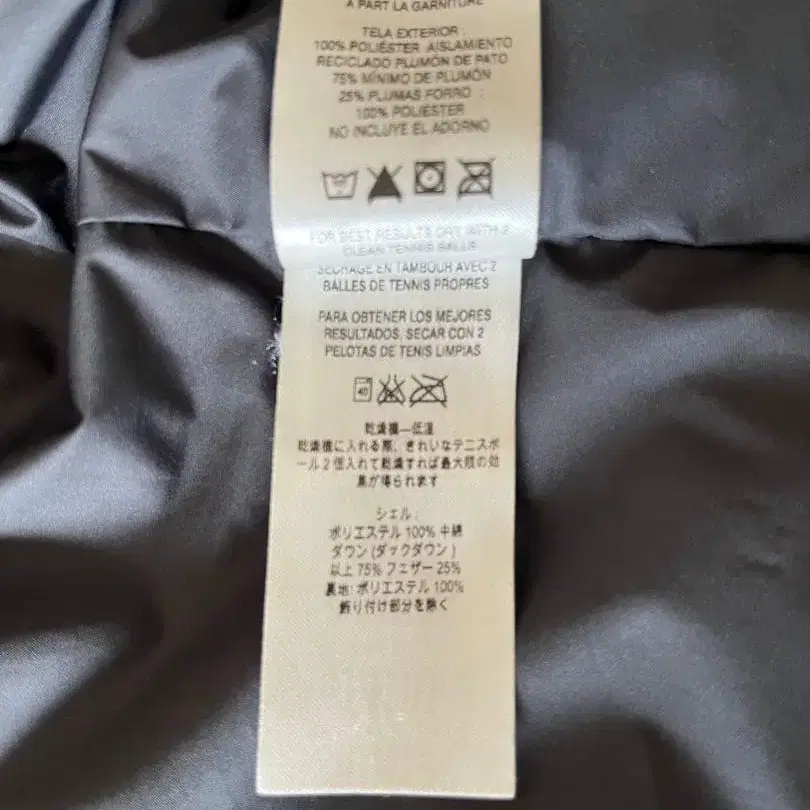 À PART LA GARNITURE
TELA EXTERIOR :
100% POLIÉSTER AISLAMIENTO
RECICLADO PLUMÓN DE PATO
75% MÍNIMO DE PLUMÓN
25% PLUMAS FORRO :
100% POLIÉSTER
NO INCLUYE EL ADORNO
FOR BEST RESULTS DRY WITH 2
CLEAN TENNIS BALLS
SÉCHAGE EN TAMBOUR AVEC 2
BALLES DE TENNIS PROPRES
PARA OBTENER LOS MEJORES
RESULTADOS, SECAR CON 2
PELOTAS DE TENIS LIMPIAS
40
乾燥機—低温
乾燥機に入れる際、きれいなテニスボ
ール2個入れて乾燥すれば最大限の効
果が得られます
シェル:
ポリエステル 100% 中綿
ダウン (ダックダウン)
以上 75% フェザー 25%
裏地: ポリエステル 100%
飾り付け部分を除く